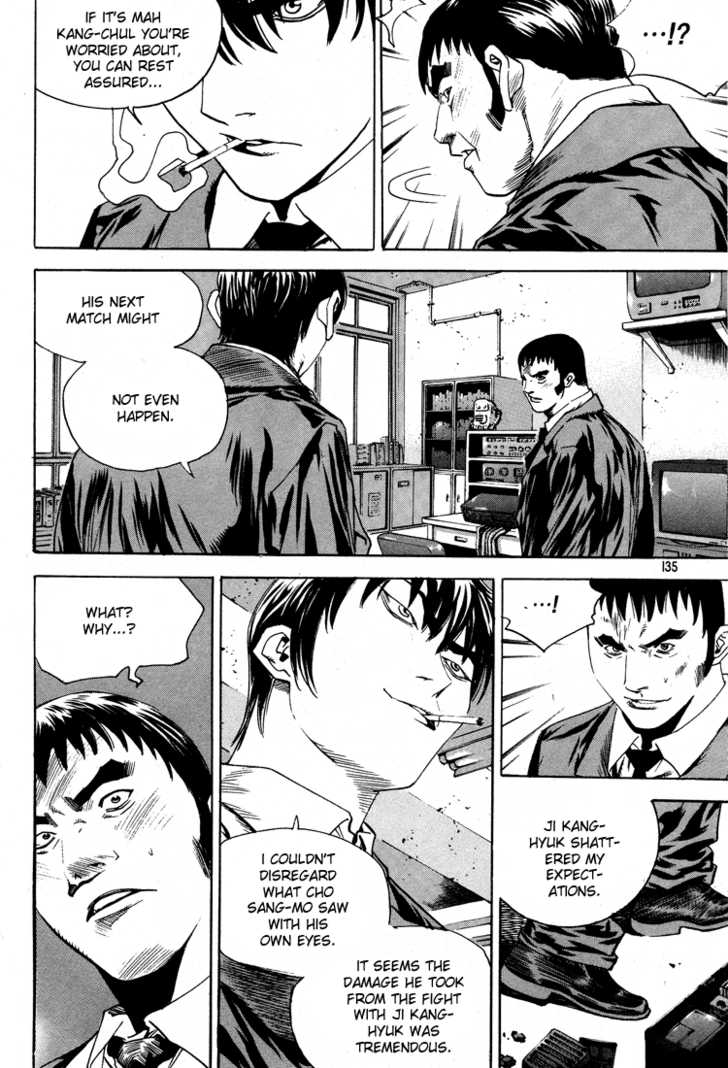 IF IT'S MAH
KANG-CHUL YOU'RE
WORRIED ABOUT,
YOU CAN REST
ASSURED...
...!?
HIS NEXT
MATCH MIGHT
NOT EVEN
HAPPEN.
135
WHAT?
WHY...?
I COULDN'T
DISREGARD
WHAT CHO
SANG-MO SAW
WITH HIS
OWN EYES.
IT SEEMS THE
DAMAGE HE TOOK
FROM THE FIGHT
WITH JI KANG-
HYUK WAS
TREMENDOUS.
...!
JI KANG-
HYUK SHATT-
ERED MY
EXPECT-
ATIONS.